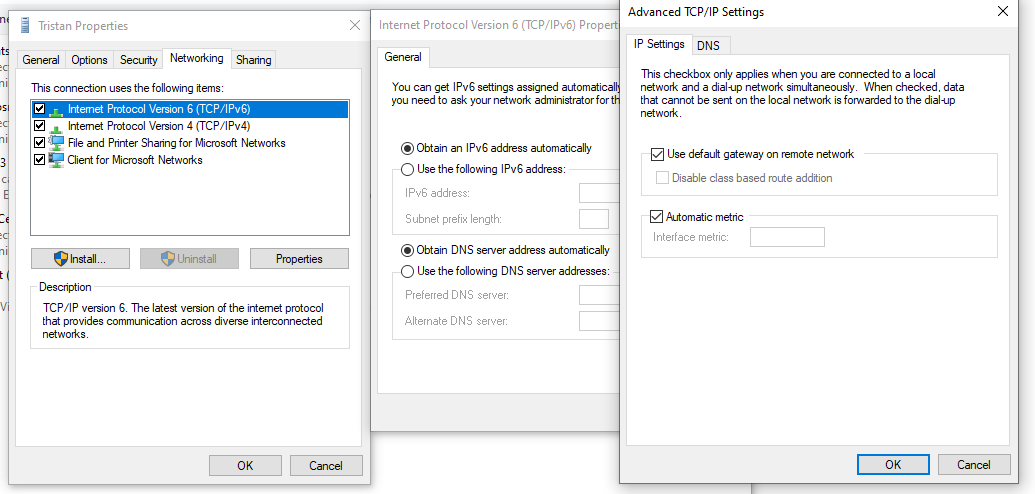 Tristan Properties
General
Options
Security
Networking
Sharing
This connection uses the following items:
Internet Protocol Version 6 (TCP/IPv6)
Internet Protocol Version 4 (TCP/IPv4)
File and Printer Sharing for Microsoft Networks
Client for Microsoft Networks
Install...
Uninstall
Properties
Description
TCP/IP version 6. The latest version of the internet protocol
that provides communication across diverse interconnected
networks.
OK
Cancel
Internet Protocol Version 6 (TCP/IPv6)
General
You can get IPv6 settings assigned automatically
you need to ask your network administrator for
Obtain an IPv6 address automatically
Use the following IPv6 address:
IPv6 address:
Subnet prefix length:
Obtain DNS server address automatically
Use the following DNS server addresses:
Preferred DNS server:
Alternate DNS server:
Advanced TCP/IP Settings
IP Settings
DNS
This checkbox only applies when you are connected to a local
network and a dial-up network simultaneously. When checked, data
that cannot be sent on the local network is forwarded to the dial-up
network.
Use default gateway on remote network
Disable class based route addition
Automatic metric
Interface metric:
OK
Cancel